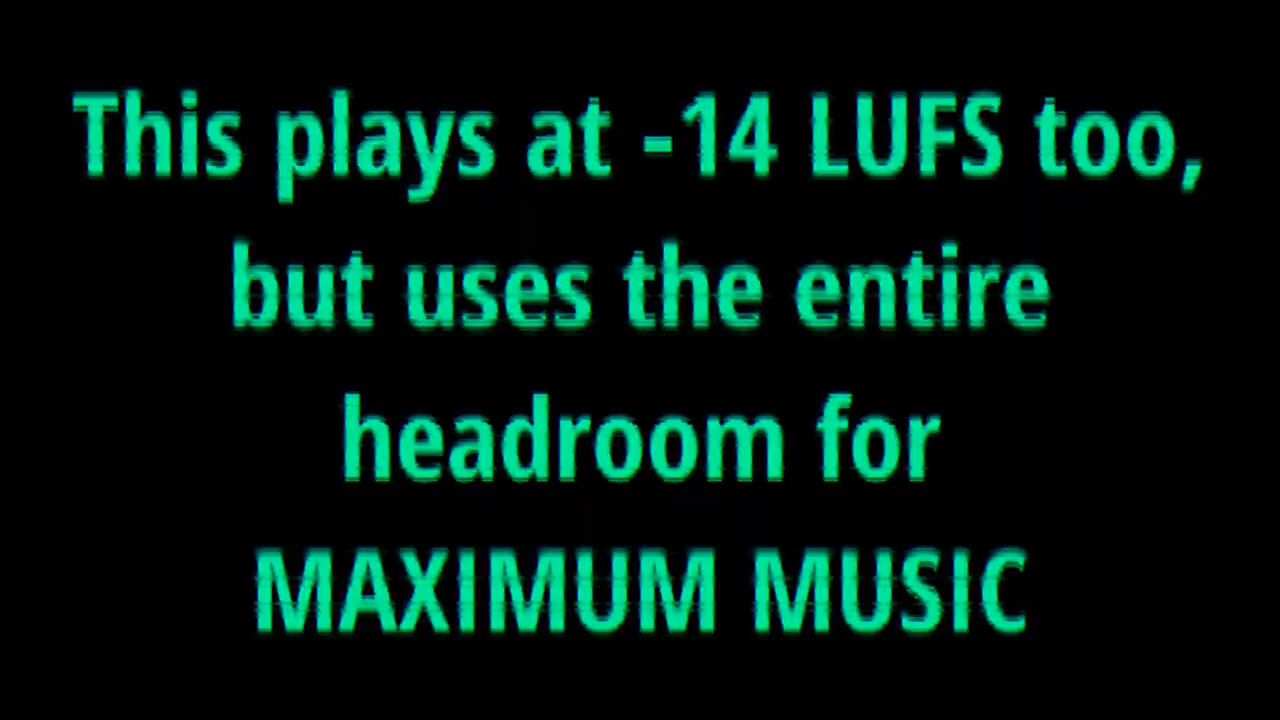 This plays at -14 LUFS too,
but uses the entire
headroom for
MAXIMUM MUSIC